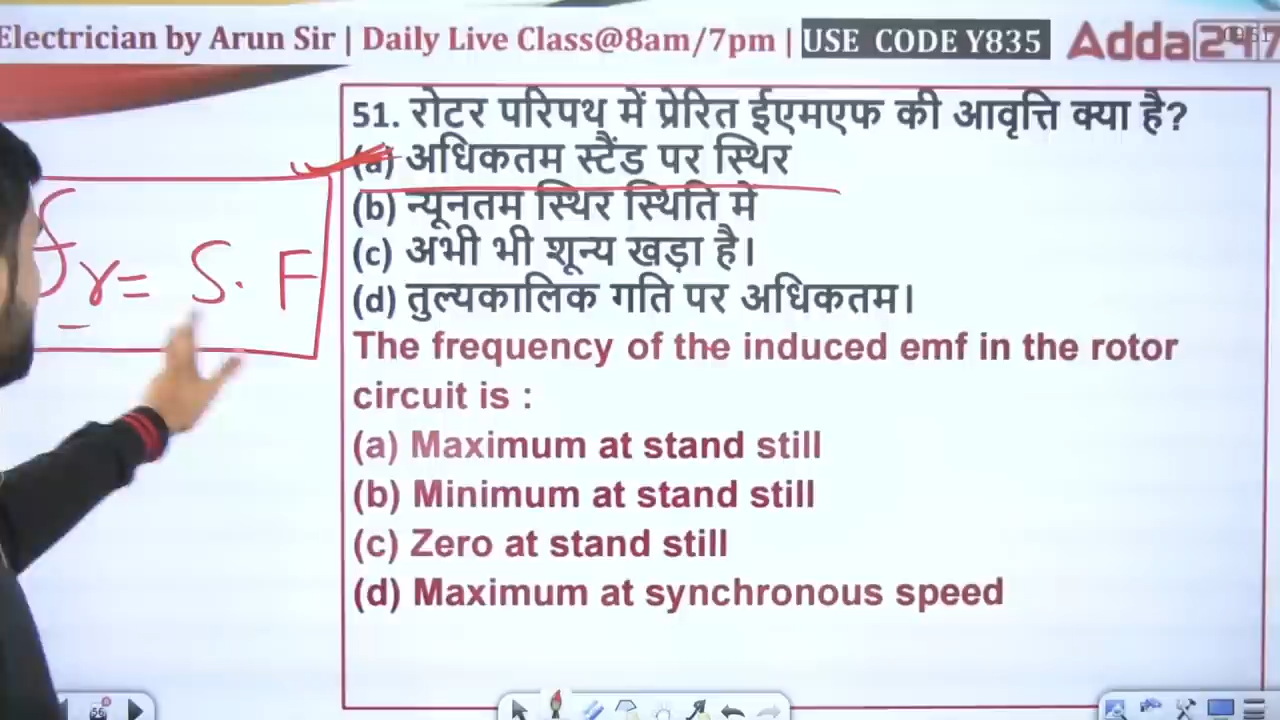 Electrician by Arun Sir | Daily Live Class@8am/7pm | USE CODE Y835 Adda247
51. रोटर परिपथ में प्रेरित ईएमएफ की आवृत्ति क्या है?
(a) अधिकतम स्टैंड पर स्थिर
(b) न्यूनतम स्थिर स्थिति में
(c) अभी भी शून्य खड़ा है।
(d) तुल्यकालिक गति पर अधिकतम।
fr = S. F
The frequency of the induced emf in the rotor
circuit is :
(a) Maximum at stand still
(b) Minimum at stand still
(c) Zero at stand still
(d) Maximum at synchronous speed
56